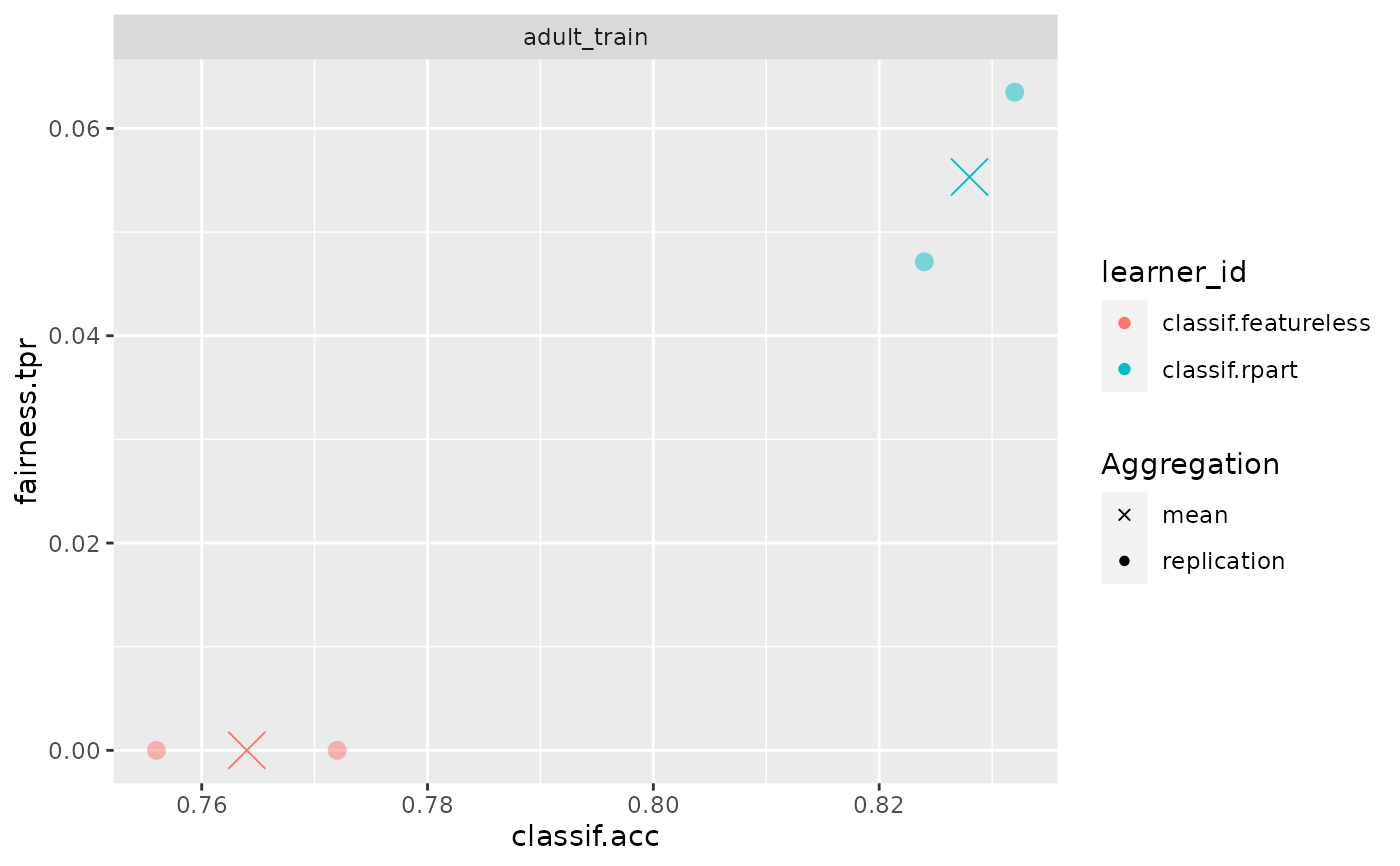 adult_train
0.06
0.04
0.02
0.00
fairness.tpr
0.76
0.78
0.80
0.82
classif.acc
learner_id
classif.featureless
classif.rpart
Aggregation
mean
replication